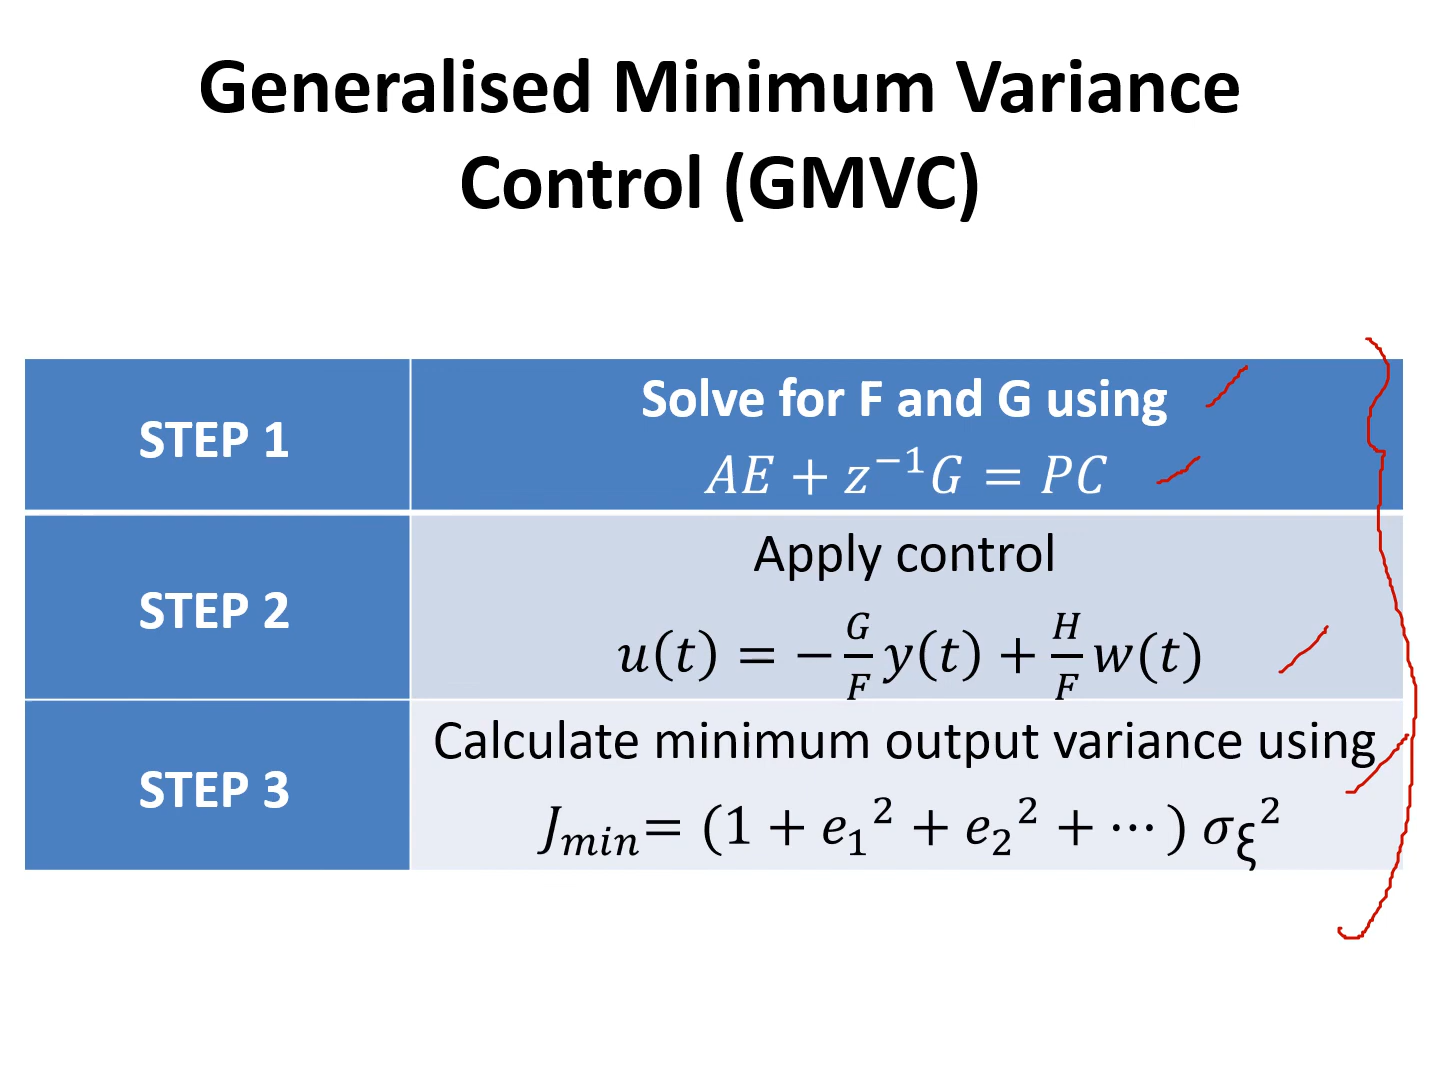 Generalised Minimum Variance
Control (GMVC)
STEP 1
Solve for F and G using
AE + z⁻¹G = PC
STEP 2
Apply control
u(t) = −G/F y(t) + H/F w(t)
STEP 3
Calculate minimum output variance using
J_min = (1 + e₁² + e₂² + ⋯ ) σ_ξ²